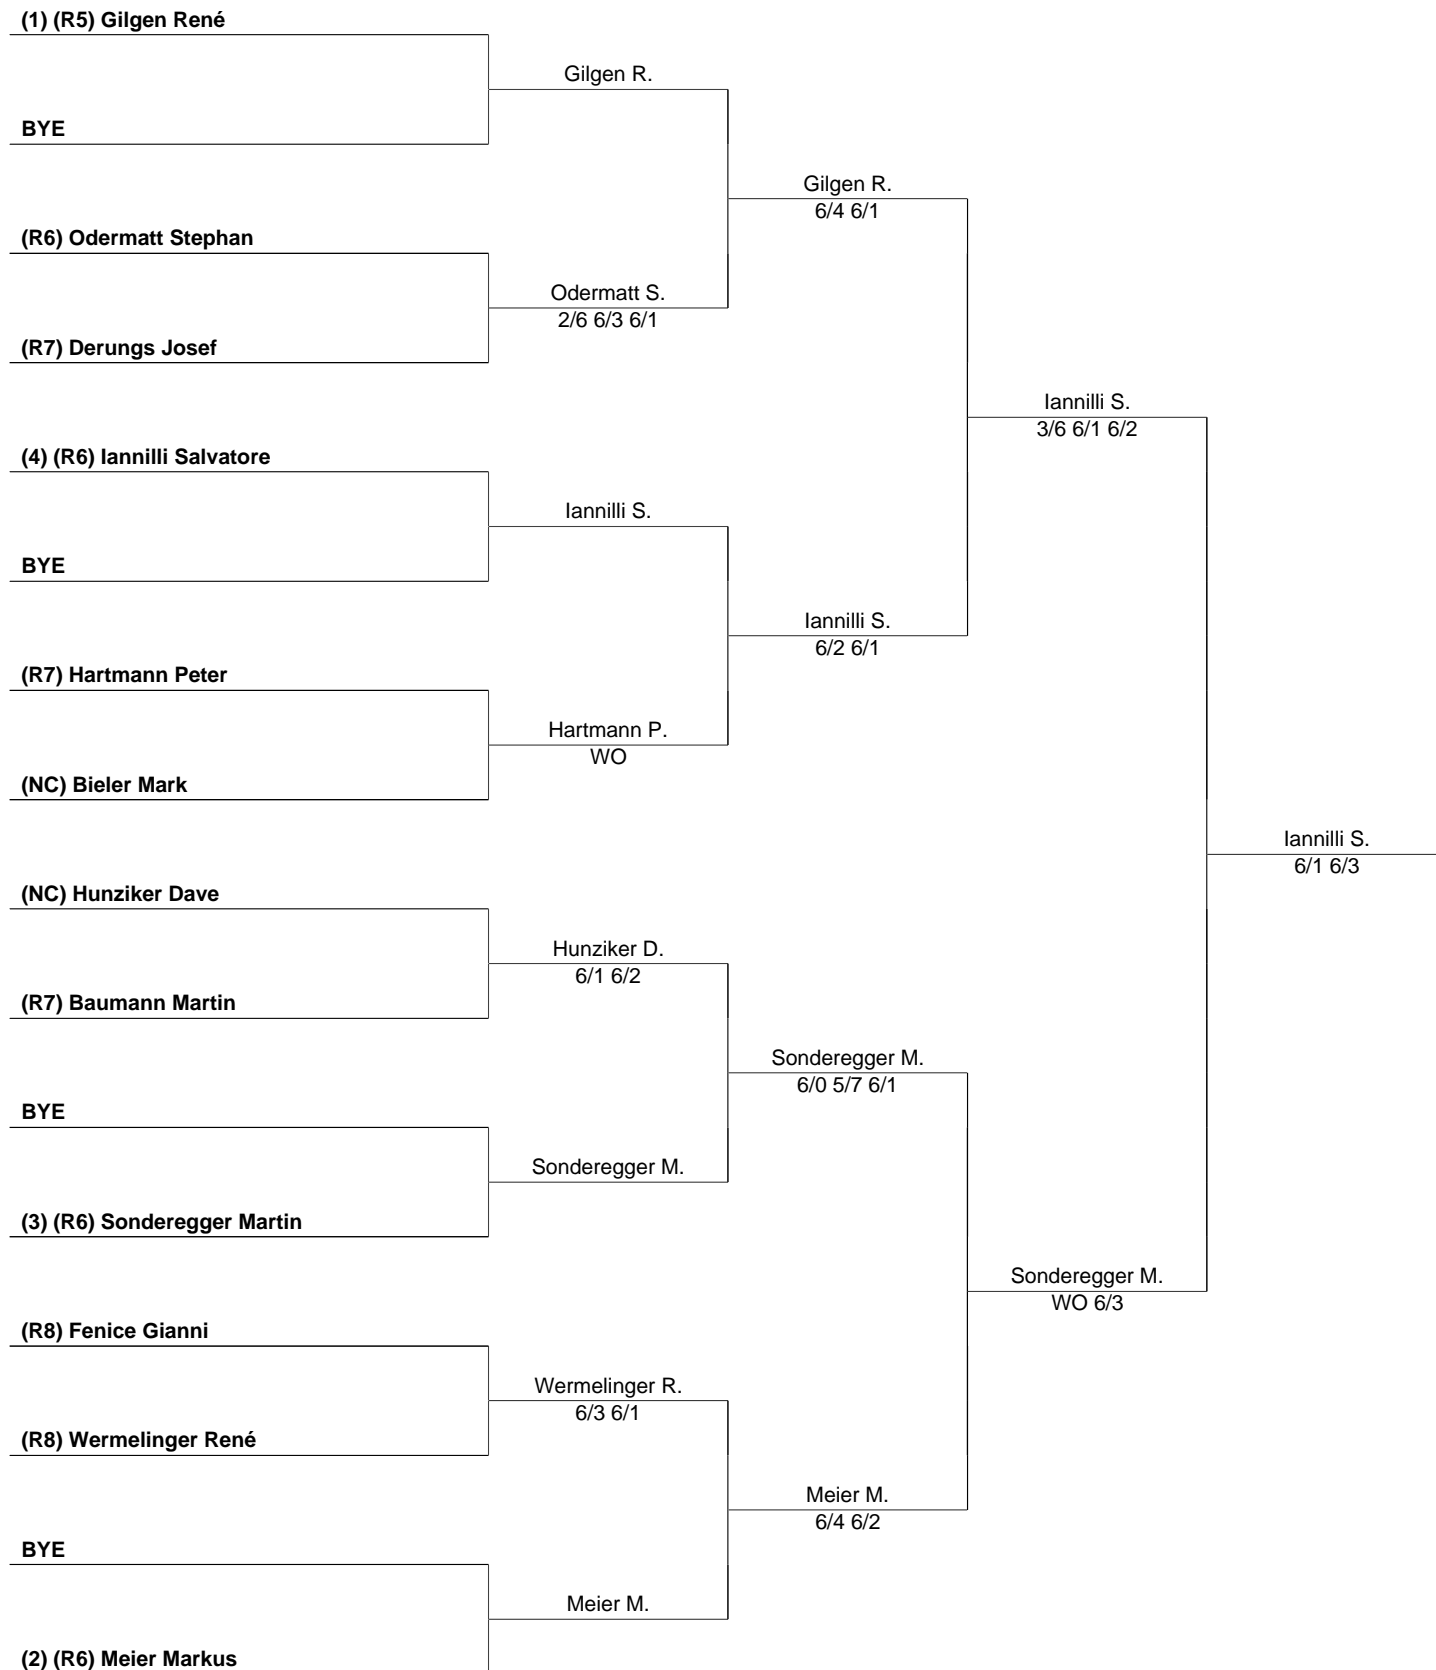 (1) (R5) Gilgen René
Gilgen R.
BYE
Gilgen R.
6/4 6/1
(R6) Odermatt Stephan
Odermatt S.
2/6 6/3 6/1
(R7) Derungs Josef
Iannilli S.
3/6 6/1 6/2
(4) (R6) Iannilli Salvatore
Iannilli S.
BYE
Iannilli S.
6/2 6/1
(R7) Hartmann Peter
Hartmann P.
WO
(NC) Bieler Mark
Iannilli S.
6/1 6/3
(NC) Hunziker Dave
Hunziker D.
6/1 6/2
(R7) Baumann Martin
Sonderegger M.
6/0 5/7 6/1
BYE
Sonderegger M.
(3) (R6) Sonderegger Martin
Sonderegger M.
WO 6/3
(R8) Fenice Gianni
Wermelinger R.
6/3 6/1
(R8) Wermelinger René
Meier M.
6/4 6/2
BYE
Meier M.
(2) (R6) Meier Markus